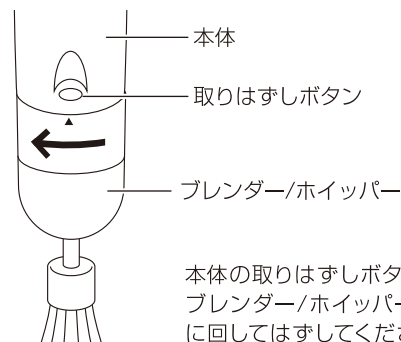 本体
取りはずしボタン
ブレンダー/ホイッパー
本体の取りはずしボタ
ブレンダー/ホイッパー
に回してはずしてくださ